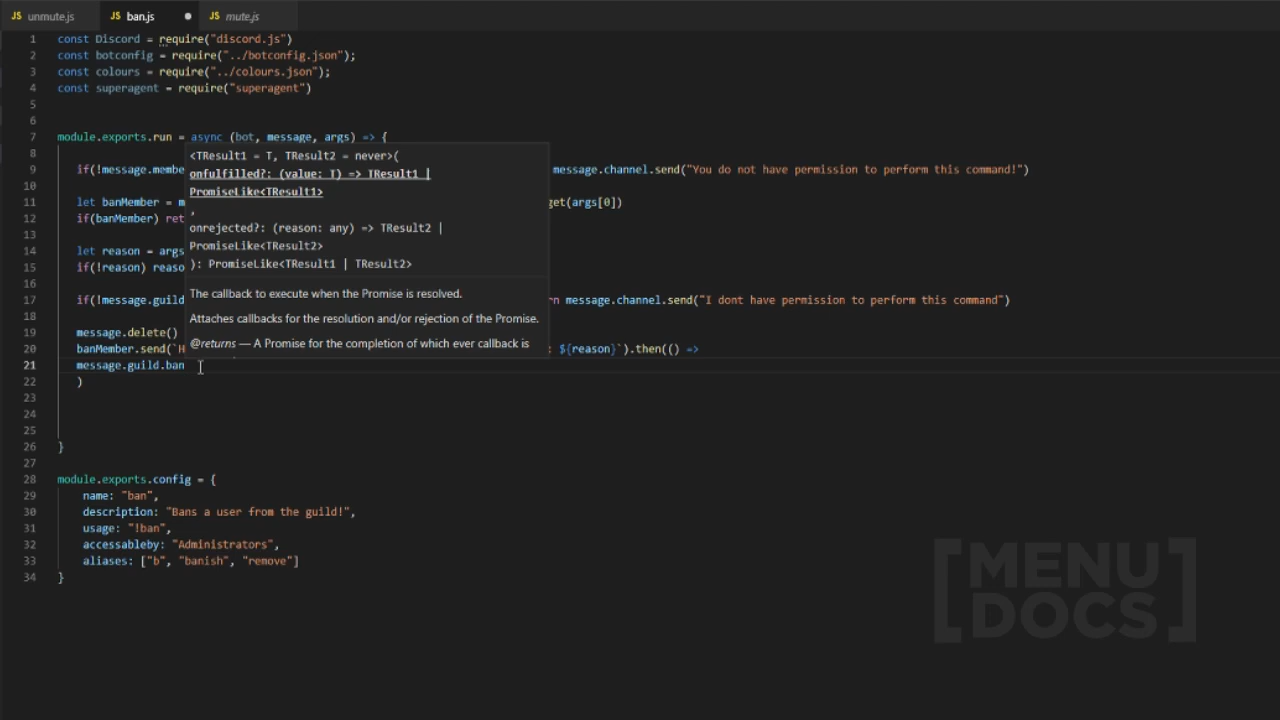 unmute.js ban.js mute.js
1 const Discord = require("discord.js")
2 const botconfig = require("../botconfig.json");
3 const colours = require("../colours.json");
4 const superagent = require("superagent")
5
6
7 module.exports.run = async (bot, message, args) => {
8 <TResult1 = T, TResult2 = never>(
9 if(!message.membe message.channel.send("You do not have permission to perform this command!")
onfulfilled?: (value: T) => TResult1 |
10 PromiseLike<TResult1>
11 let banMember = m get(args[0])
,
12 if(banMember) ret
13 onrejected?: (reason: any) => TResult2 |
PromiseLike<TResult2>
14 let reason = args
15 if(!reason) reaso
): PromiseLike<TResult1 | TResult2>
16
The callback to execute when the Promise is resolved.
17 if(!message.guild n message.channel.send("I dont have permission to perform this command")
18 Attaches callbacks for the resolution and/or rejection of the Promise.
19 message.delete()
@returns — A Promise for the completion of which ever callback is
20 banMember.send(`H : ${reason}`).then(() =>
21 message.guild.ban
22 )
23
24
25
26 }
27
28 module.exports.config = {
29 name: "ban",
30 description: "Bans a user from the guild!",
31 usage: "!ban",
32 accessableby: "Administrators",
33 aliases: ["b", "banish", "remove"]
34 }
[MENU
DOCS]